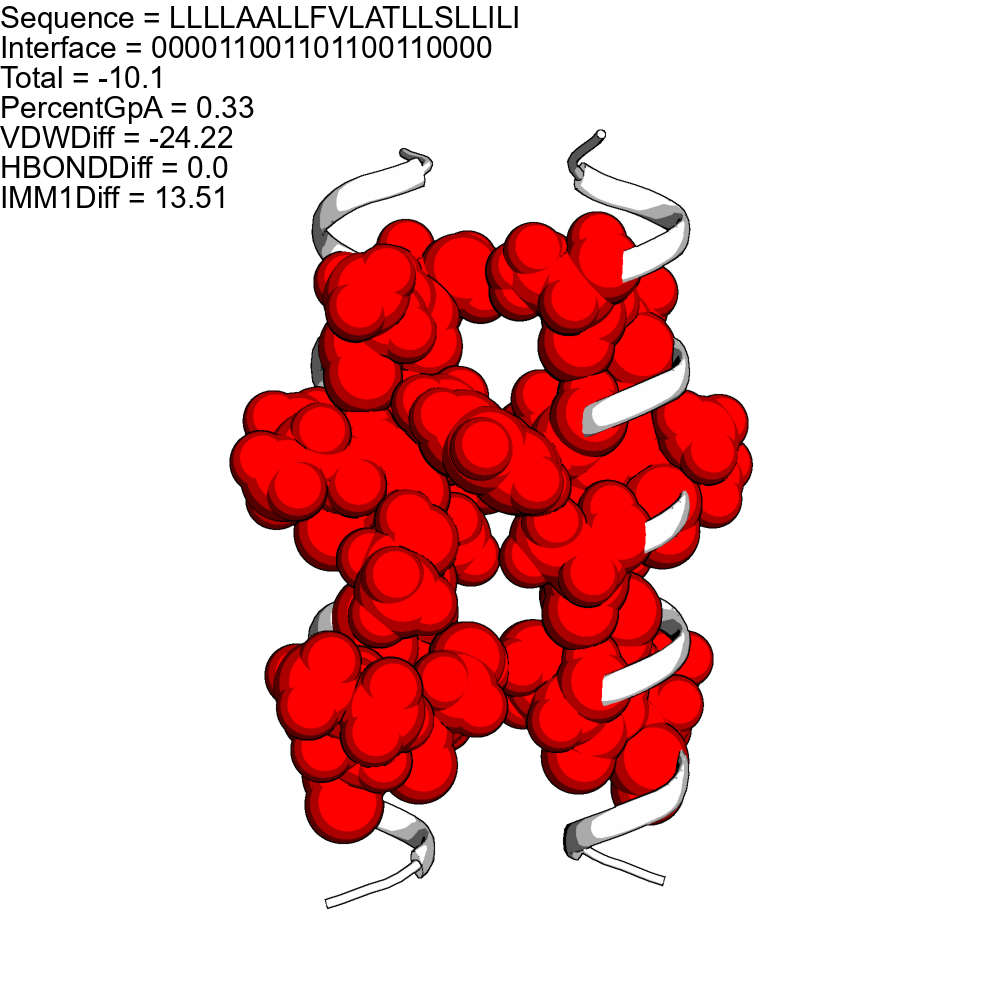 Sequence = LLLLAALLFVLATLLSLLILI
Interface = 000011001101100110000
Total = -10.1
PercentGpA = 0.33
VDWDiff = -24.22
HBONDDiff = 0.0
IMM1Diff = 13.51